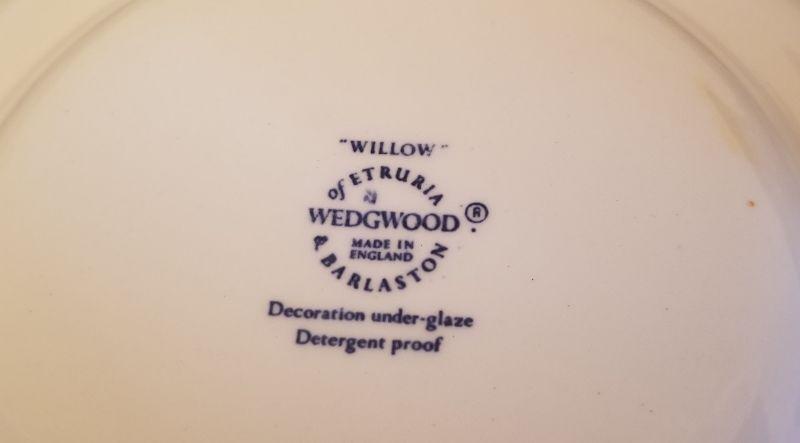 "WILLOW"
of ETRURIA
WEDGWOOD ®
MADE IN
ENGLAND
& BARLASTON
Decoration under-glaze
Detergent proof